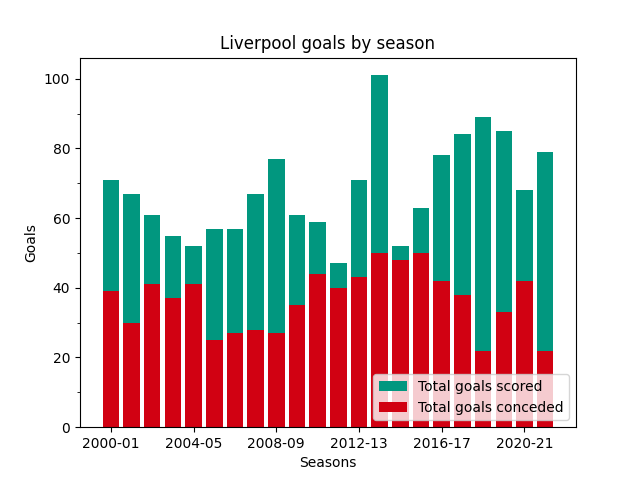 Liverpool goals by season
Goals
100
80
60
40
20
0
Total goals scored
Total goals conceded
2000-01 2004-05 2008-09 2012-13 2016-17 2020-21
Seasons